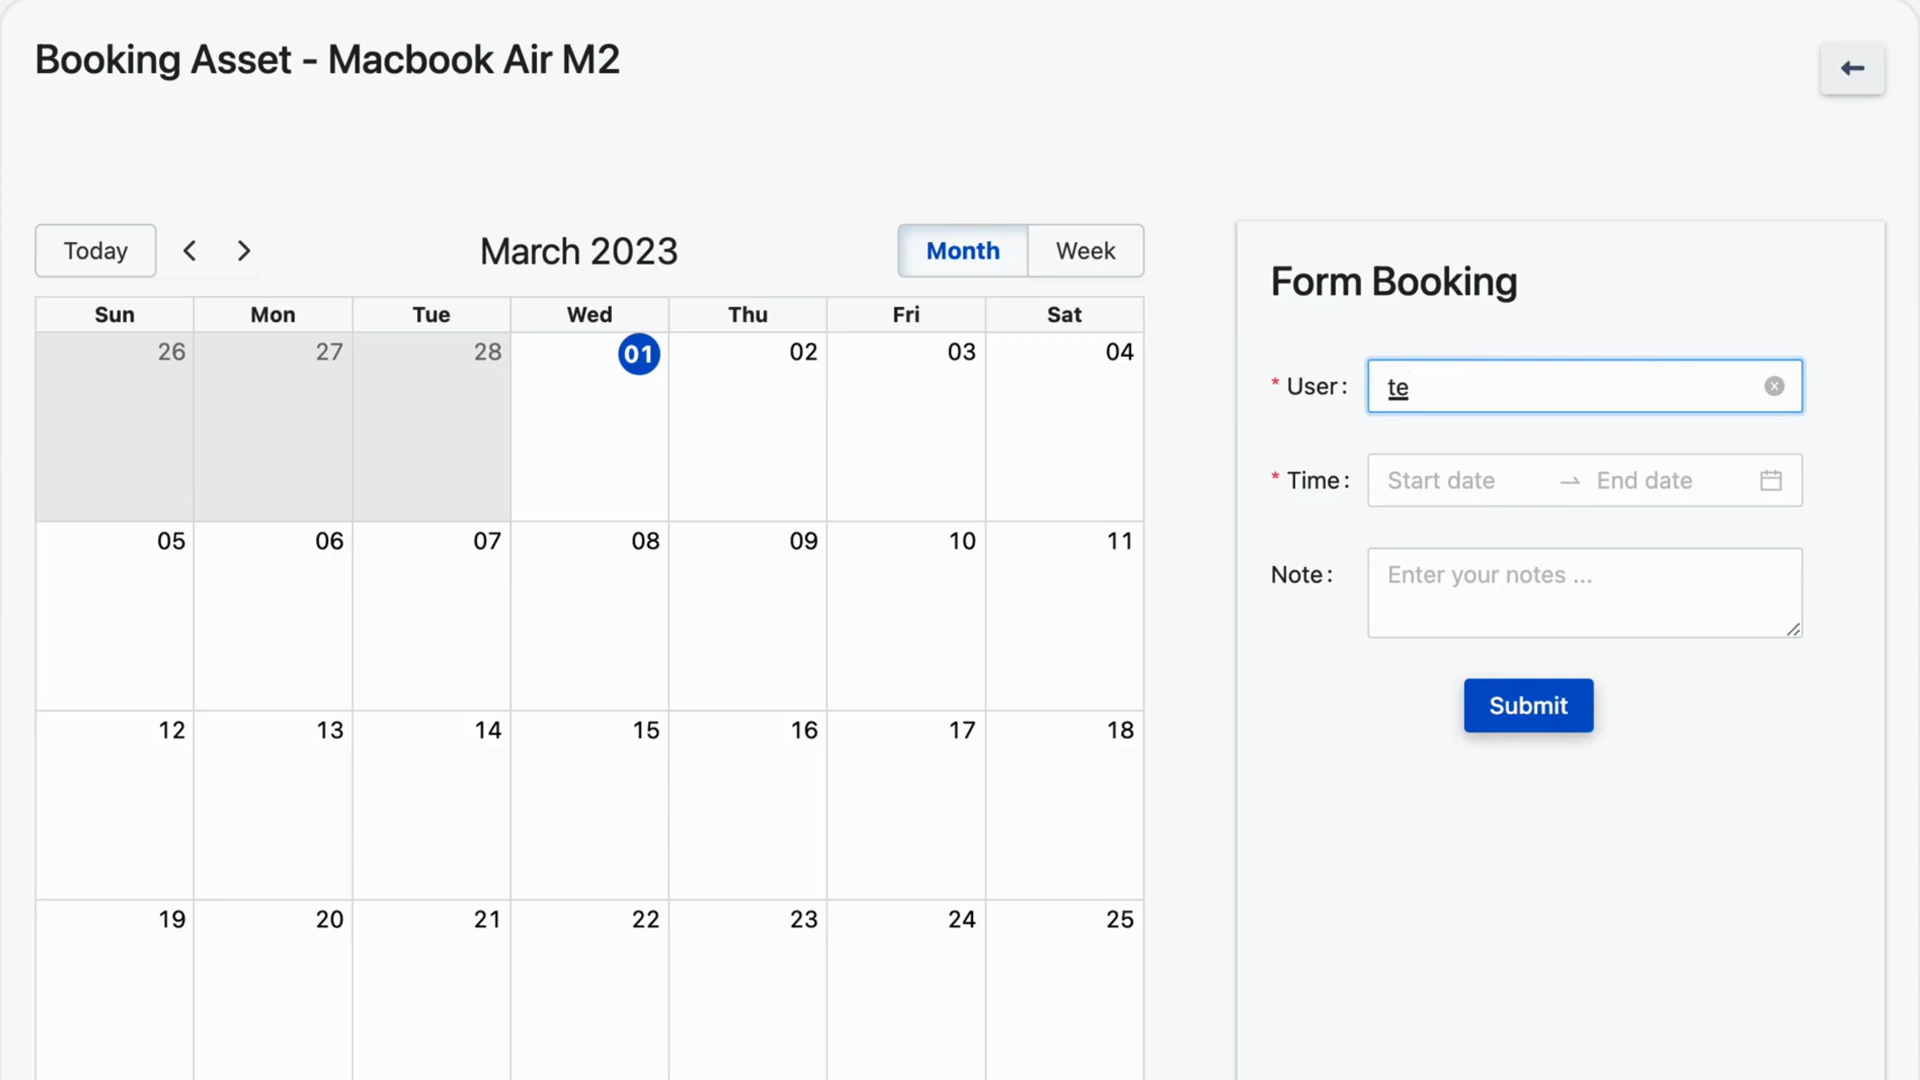 Booking Asset - Macbook Air M2
Today
March 2023
Month Week
Sun Mon Tue Wed Thu Fri Sat
26 27 28 01 02 03 04
05 06 07 08 09 10 11
12 13 14 15 16 17 18
19 20 21 22 23 24 25
Form Booking
* User: te
* Time: Start date End date
Note: Enter your notes ...
Submit